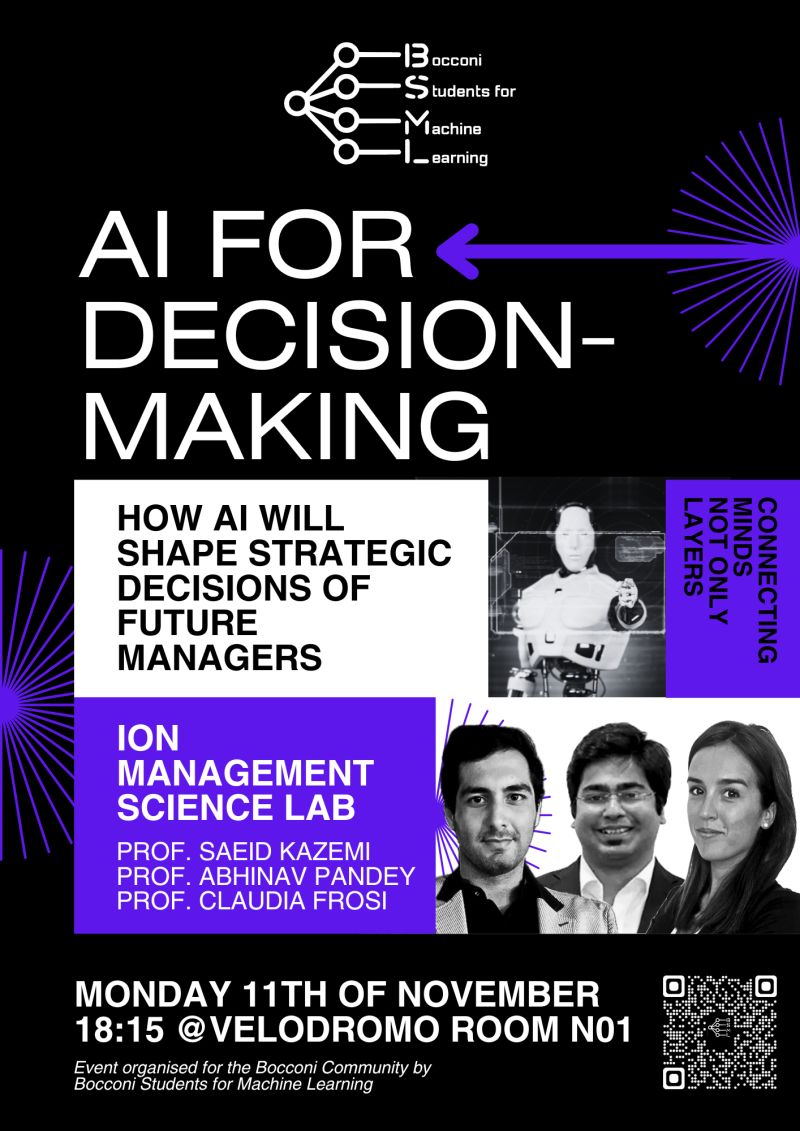 Bocconi
Students for
Machine
Learning
AI FOR
DECISION-
MAKING
HOW AI WILL
SHAPE STRATEGIC
DECISIONS OF
FUTURE
MANAGERS
CONNECTING
MINDS
NOT ONLY
LAYERS
ION
MANAGEMENT
SCIENCE LAB
PROF. SAEID KAZEMI
PROF. ABHINAV PANDEY
PROF. CLAUDIA FROSI
MONDAY 11TH OF NOVEMBER
18:15 @VELODROMO ROOM N01
Event organised for the Bocconi Community by
Bocconi Students for Machine Learning